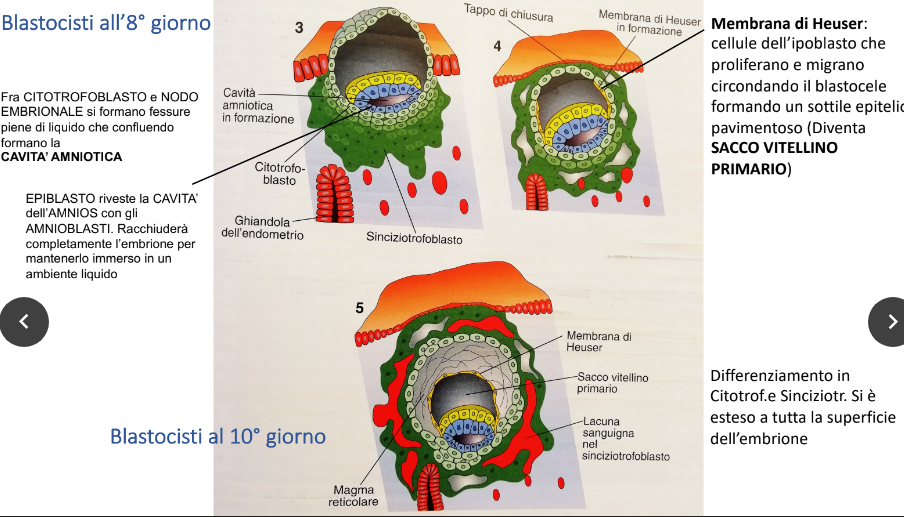 Blastocisti all'8° giorno
Fra CITOTROFOBLASTO e NODO
EMBRIONALE si formano fessure
piene di liquido che confluendo
formano la
CAVITA' AMNIOTICA
EPIBLASTO riveste la CAVITA'
dell'AMNIOS con gli
AMNIOBLASTI. Racchiuderà
completamente l'embrione per
mantenerlo immerso in un
ambiente liquido
3
Cavità
amniotica
in formazione
Citotrofo-
blasto
Ghiandola
dell'endometrio
Sinciziotrofoblasto
Tappo di chiusura
4
Membrana di Heuser
in formazione
Membrana di Heuser:
cellule dell'ipoblasto che
proliferano e migrano
circondando il blastocele
formando un sottile epitelio
pavimentoso (Diventa
SACCO VITELLINO
PRIMARIO)
5
Membrana di
Heuser
Sacco vitellino
primario
Lacuna
sanguigna
nel
sinciziotrofoblasto
Magma
reticolare
Blastocisti al 10° giorno
Differenziamento in
Citotrof.e Sinciziotr. Si è
esteso a tutta la superficie
dell'embrione